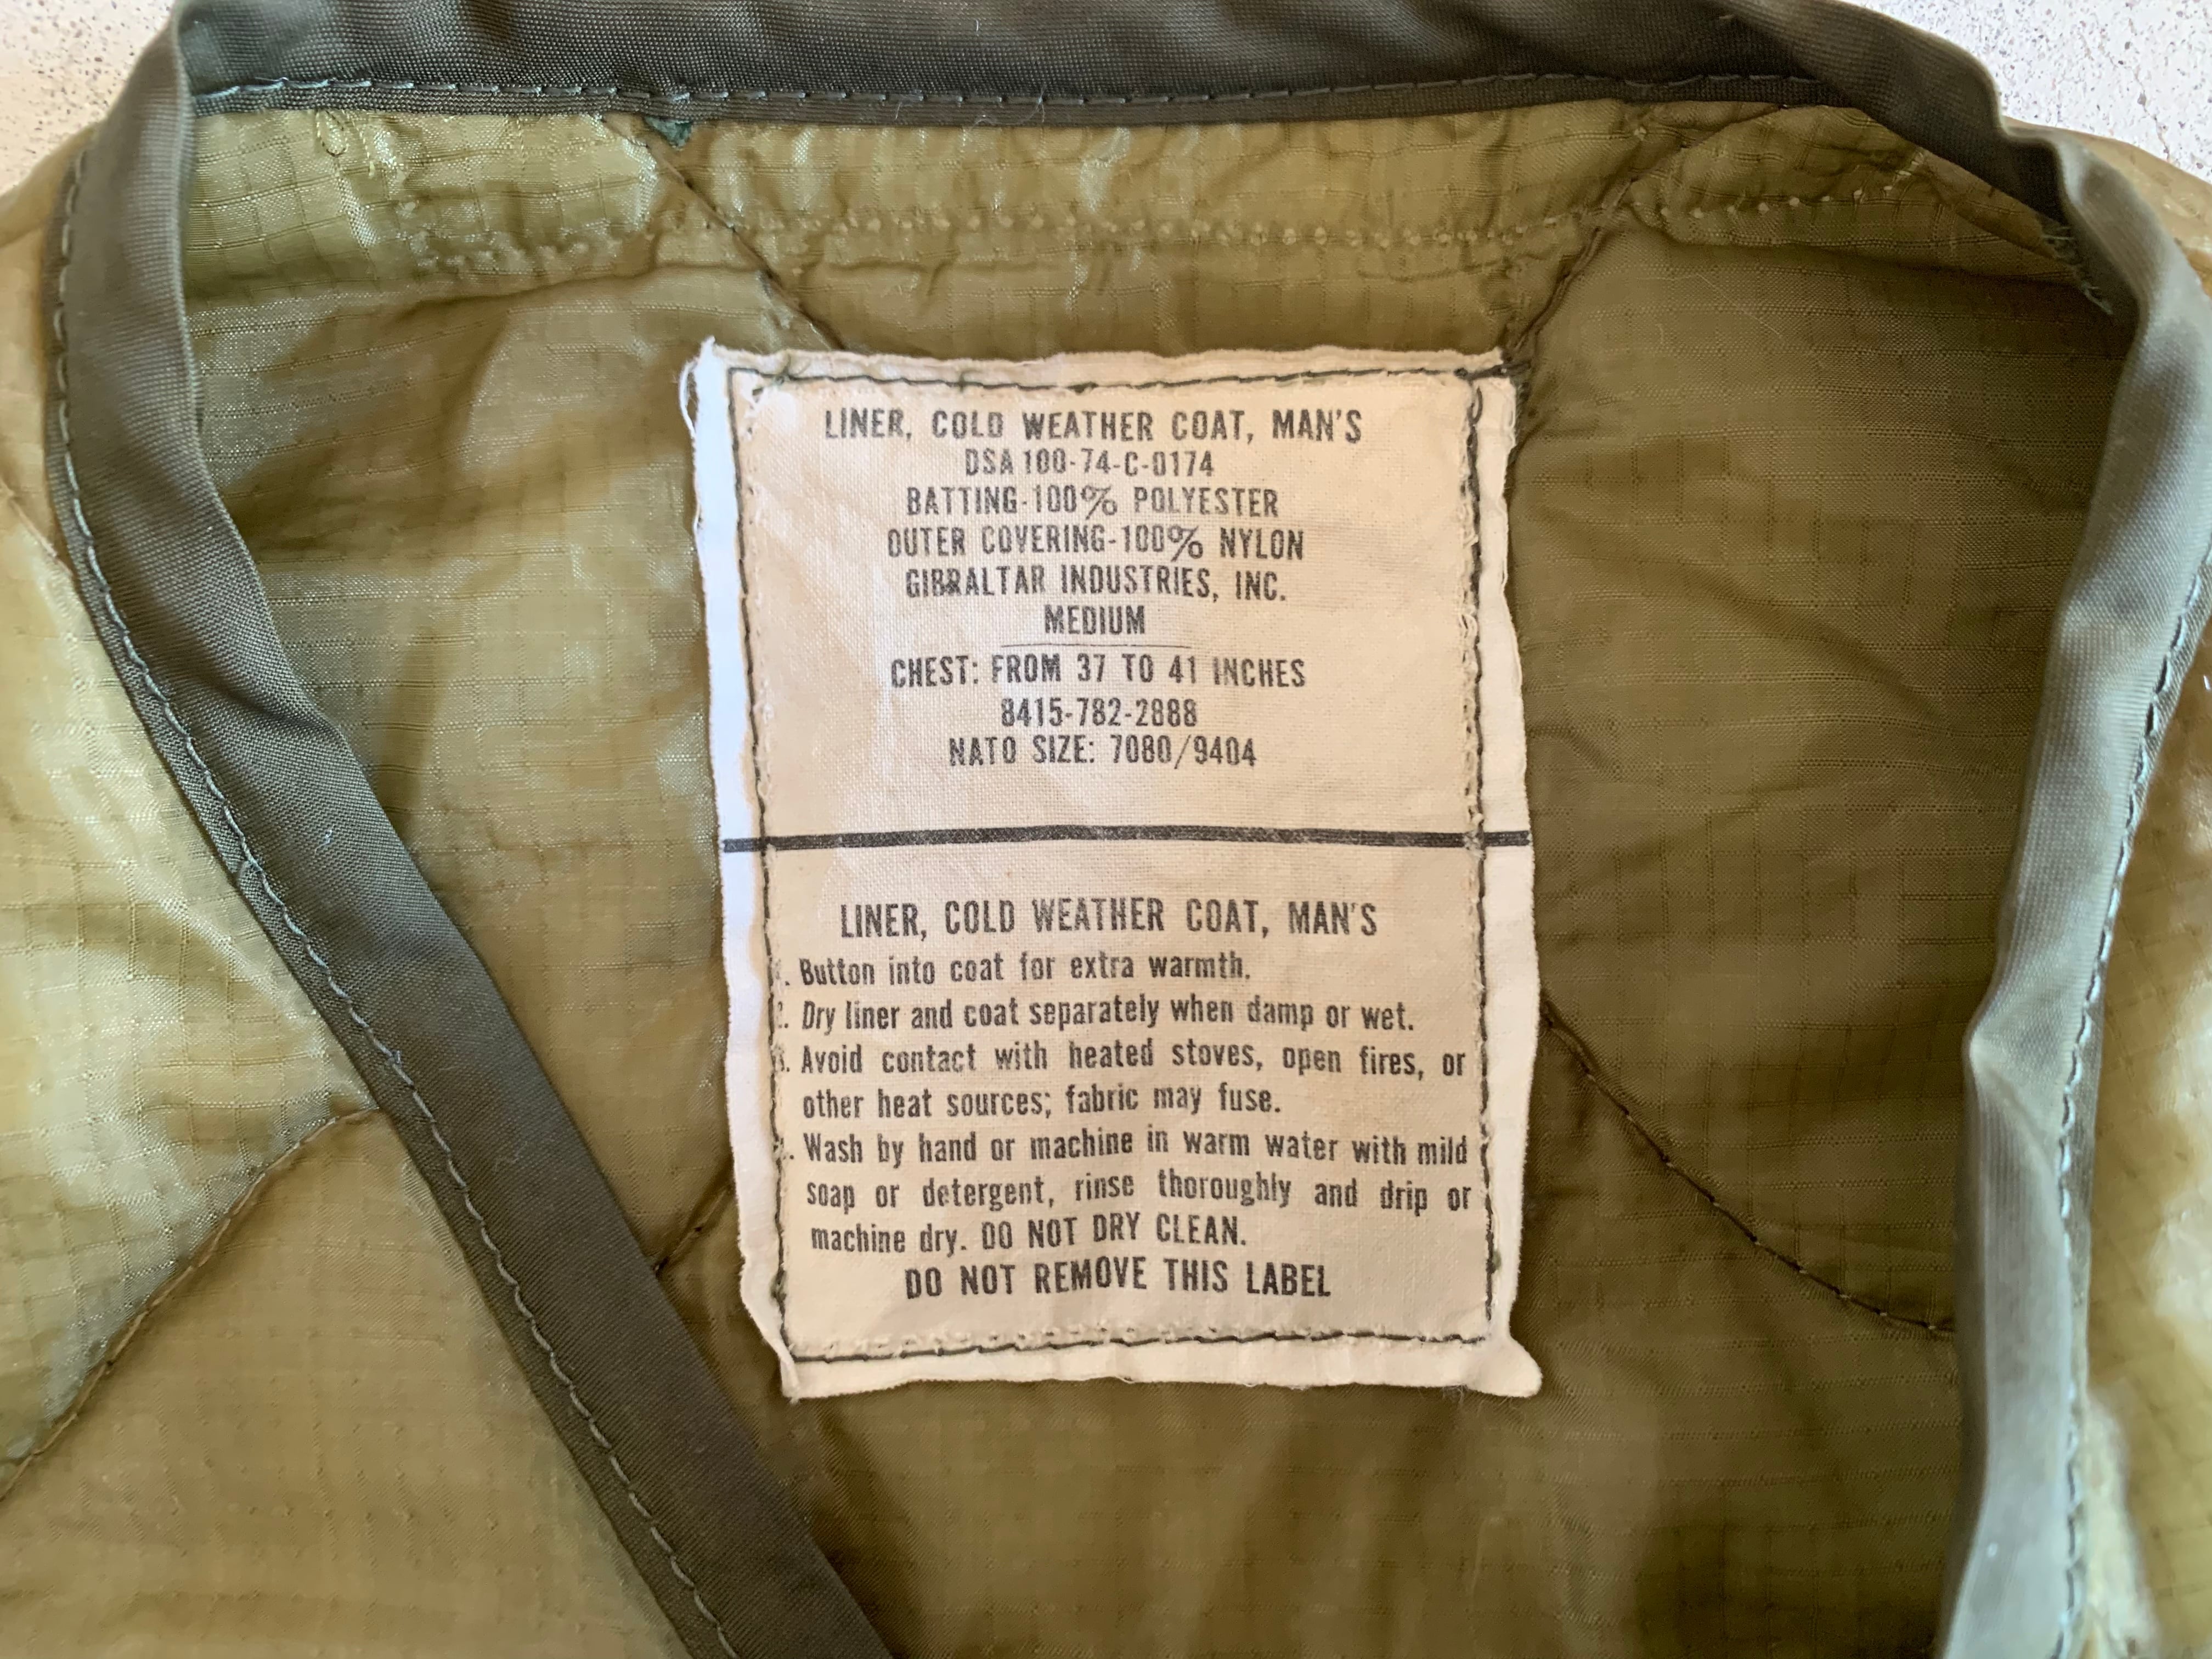 LINER, COLD WEATHER COAT, MAN'S
DSA 100-74-C-0174
BATTING-100% POLYESTER
OUTER COVERING-100% NYLON
GIBRALTAR INDUSTRIES, INC.
MEDIUM
CHEST: FROM 37 TO 41 INCHES
8415-782-2888
NATO SIZE: 7080/9404
LINER, COLD WEATHER COAT, MAN'S
1. Button into coat for extra warmth.
2. Dry liner and coat separately when damp or wet.
3. Avoid contact with heated stoves, open fires, or
other heat sources; fabric may fuse.
4. Wash by hand or machine in warm water with mild
soap or detergent, rinse thoroughly and drip or
machine dry. DO NOT DRY CLEAN.
DO NOT REMOVE THIS LABEL